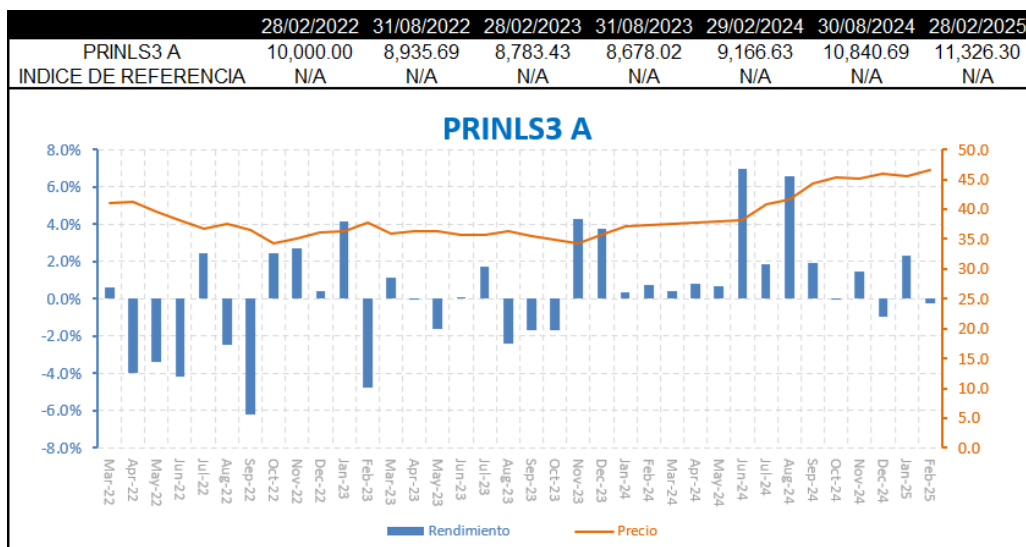 28/02/2022 31/08/2022 28/02/2023 31/08/2023 29/02/2024 30/08/2024 28/02/2025
PRINLS3 A 10,000.00 8,935.69 8,783.43 8,678.02 9,166.63 10,840.69 11,326.30
INDICE DE REFERENCIA N/A N/A N/A N/A N/A N/A N/A
PRINLS3 A
8.0% 50.0
6.0% 45.0
4.0% 40.0
2.0% 35.0
0.0% 30.0
-2.0% 25.0
-4.0% 20.0
-6.0% 15.0
-8.0% 10.0
5.0
0.0
Mar-22 Apr-22 May-22 Jun-22 Jul-22 Aug-22 Sep-22 Oct-22 Nov-22 Dec-22 Jan-23 Feb-23 Mar-23 Apr-23 May-23 Jun-23 Jul-23 Aug-23 Sep-23 Oct-23 Nov-23 Dec-23 Jan-24 Feb-24 Mar-24 Apr-24 May-24 Jun-24 Jul-24 Aug-24 Sep-24 Oct-24 Nov-24 Dec-24 Jan-25 Feb-25
Rendimiento Precio